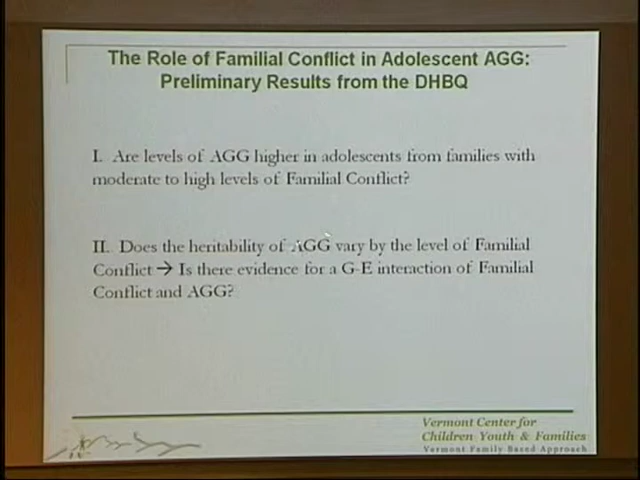 The Role of Familial Conflict in Adolescent AGG:
Preliminary Results from the DHBQ
I. Are levels of AGG higher in adolescents from families with
moderate to high levels of Familial Conflict?
II. Does the heritability of AGG vary by the level of Familial
Conflict → Is there evidence for a G-E interaction of Familial
Conflict and AGG?
Vermont Center for
Children Youth & Families
Vermont Family Based Approach